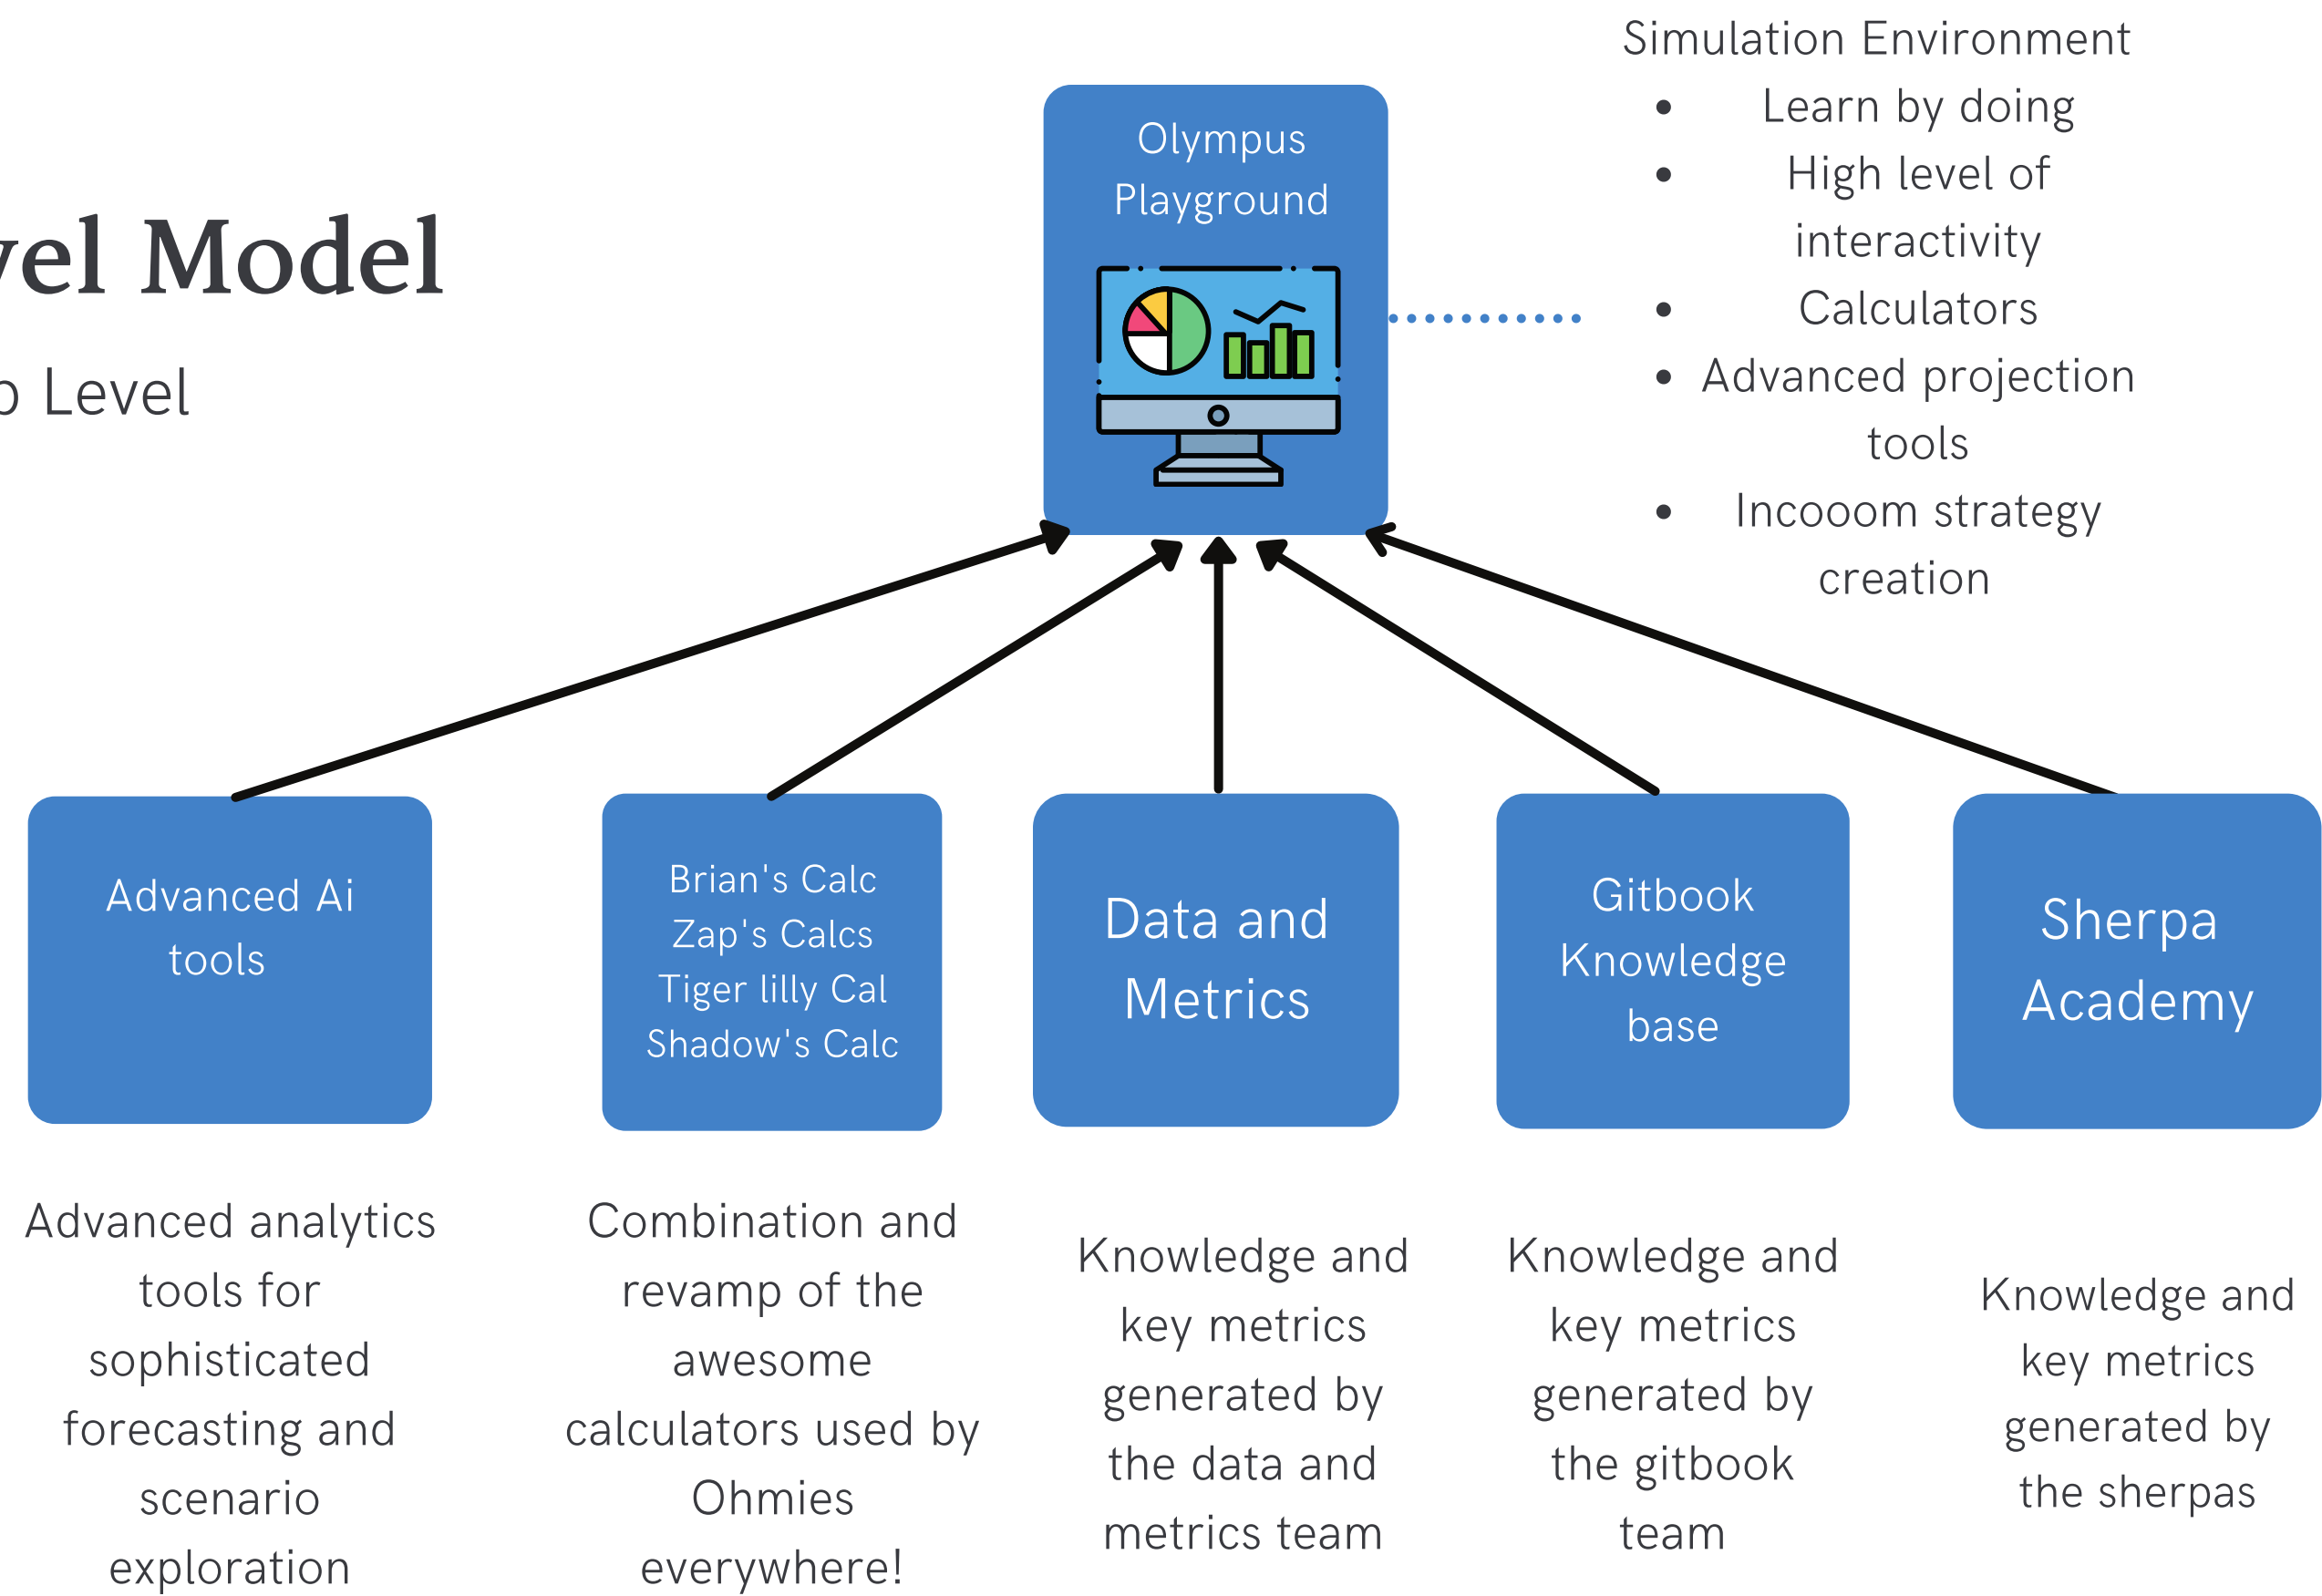 vel Model
p Level
Olympus
Playground
Simulation Environment
• Learn by doing
• High level of
interactivity
• Calculators
• Advanced projection
tools
• Incooom strategy
creation
Advanced Ai
tools
Brian's Calc
Zap's Calcs
Tiger lilly Cal
Shadow's Calc
Data and
Metrics
Gitbook
Knowledge
base
Sherpa
Academy
Advanced analytics
tools for
sophisticated
forecasting and
scenario
exploration
Combination and
revamp of the
awesome
calculators used by
Ohmies
everywhere!
Knowledge and
key metrics
generated by
the data and
metrics team
Knowledge and
key metrics
generated by
the gitbook
team
Knowledge and
key metrics
generated by
the sherpas